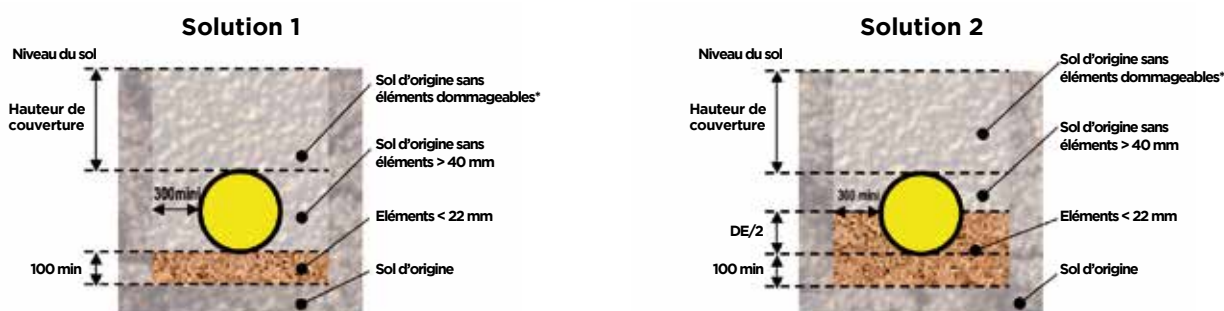 Solution 1
Niveau du sol
Hauteur de
couverture
300mini
100 min
Sol d'origine sans
éléments dommageables*
Sol d'origine sans
éléments > 40 mm
Eléments < 22 mm
Sol d'origine
Solution 2
Niveau du sol
Hauteur de
couverture
300 mini
DE/2
100 min
Sol d'origine sans
éléments dommageables*
Sol d'origine sans
éléments > 40 mm
Eléments < 22 mm
Sol d'origine